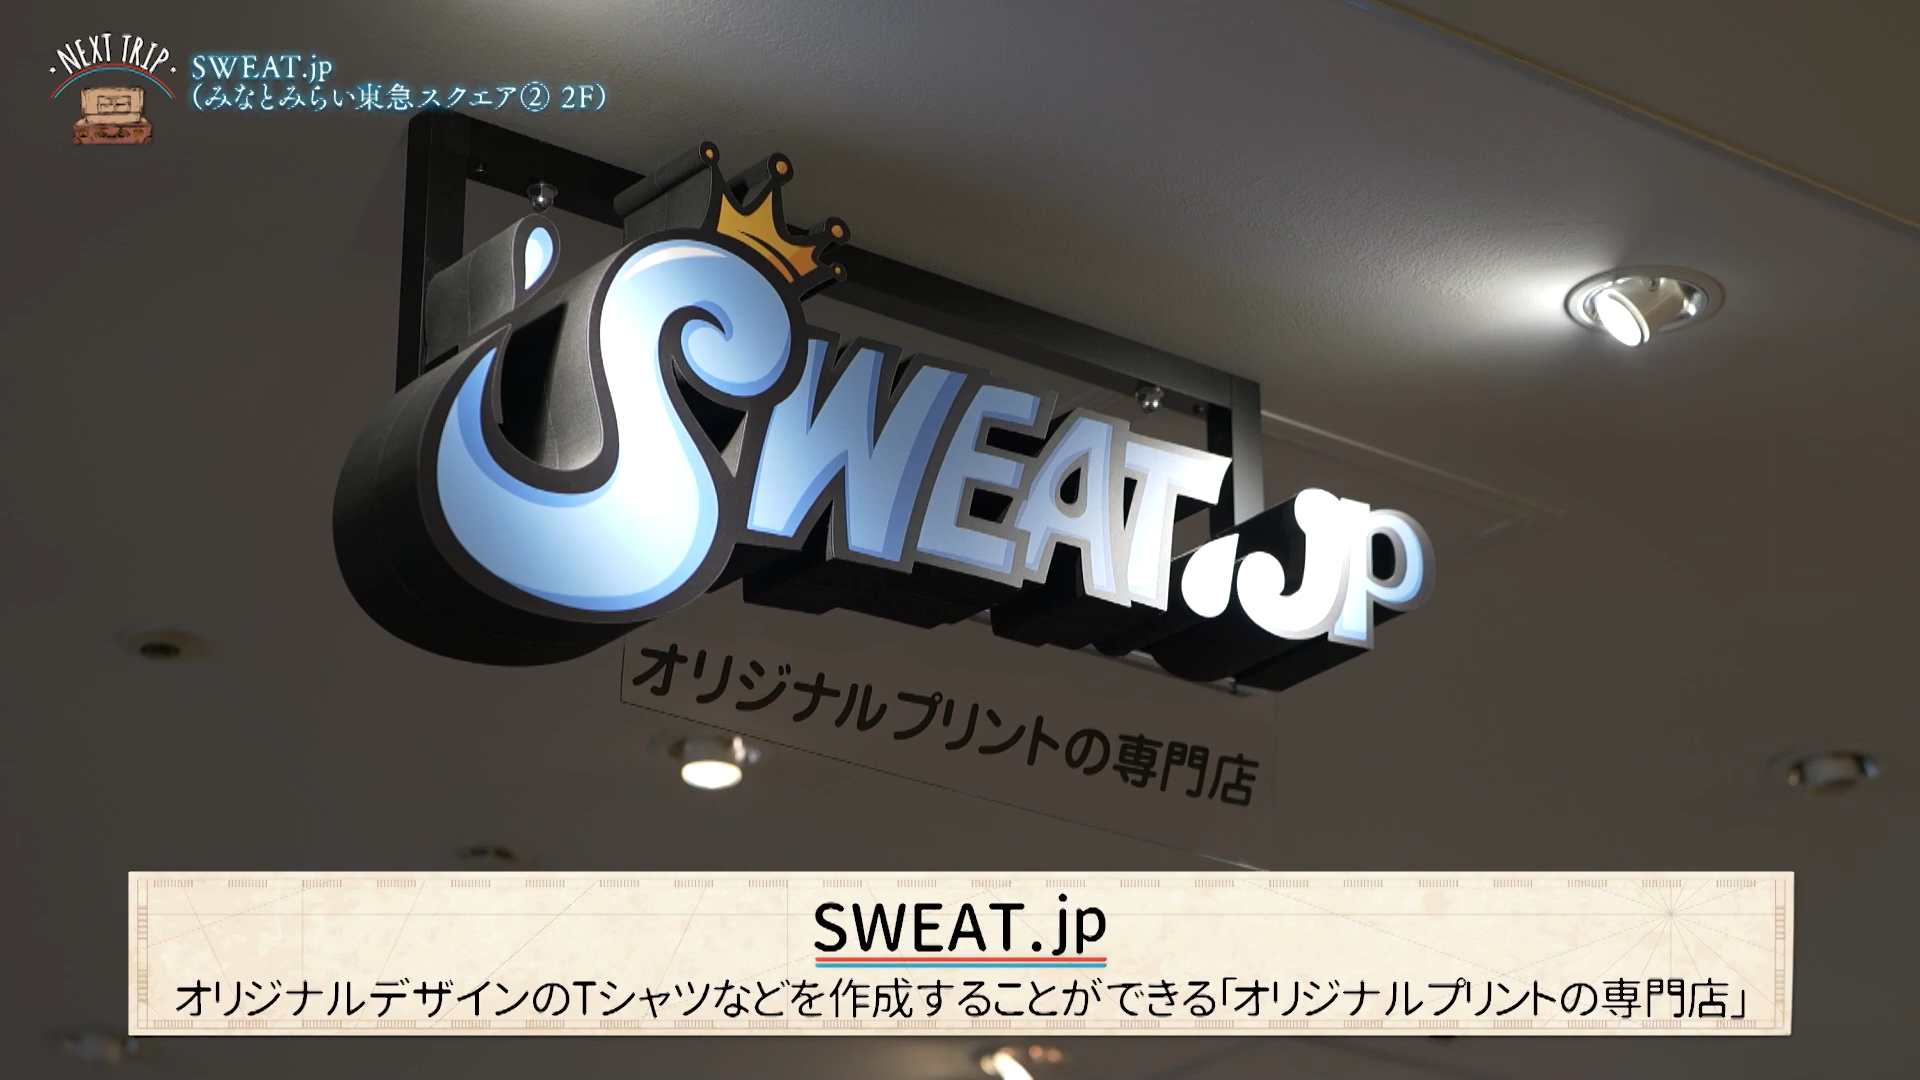 NEXT TRIP
SWEAT.jp
(みなとみらい東急スクエア② 2F)
SWEAT.JP
オリジナルプリントの専門店
SWEAT.jp
オリジナルデザインのTシャツなどを作成することができる「オリジナルプリントの専門店」